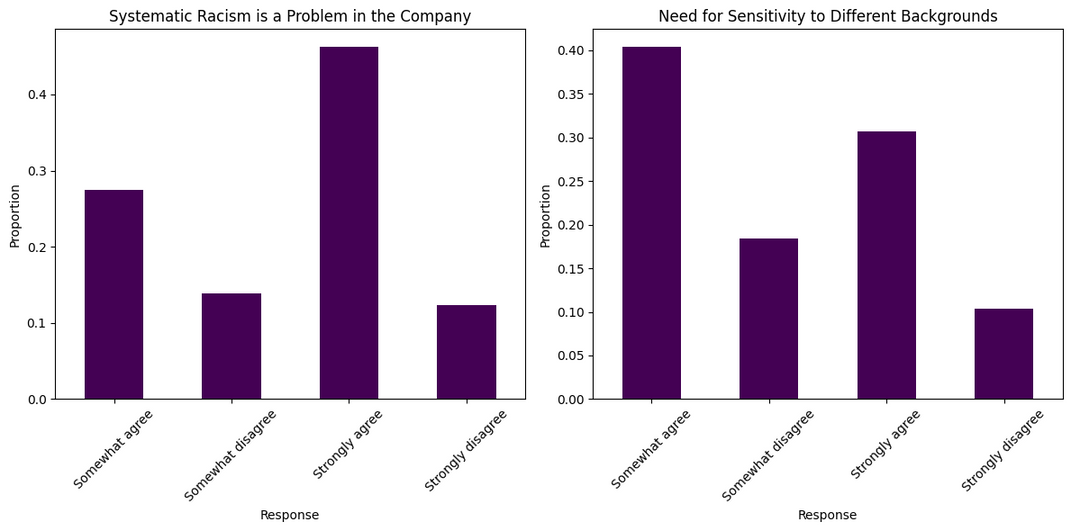 Systematic Racism is a Problem in the Company
Proportion
0.4
0.3
0.2
0.1
0.0
Somewhat agree
Somewhat disagree
Strongly agree
Strongly disagree
Response
Need for Sensitivity to Different Backgrounds
Proportion
0.40
0.35
0.30
0.25
0.20
0.15
0.10
0.05
0.00
Somewhat agree
Somewhat disagree
Strongly agree
Strongly disagree
Response